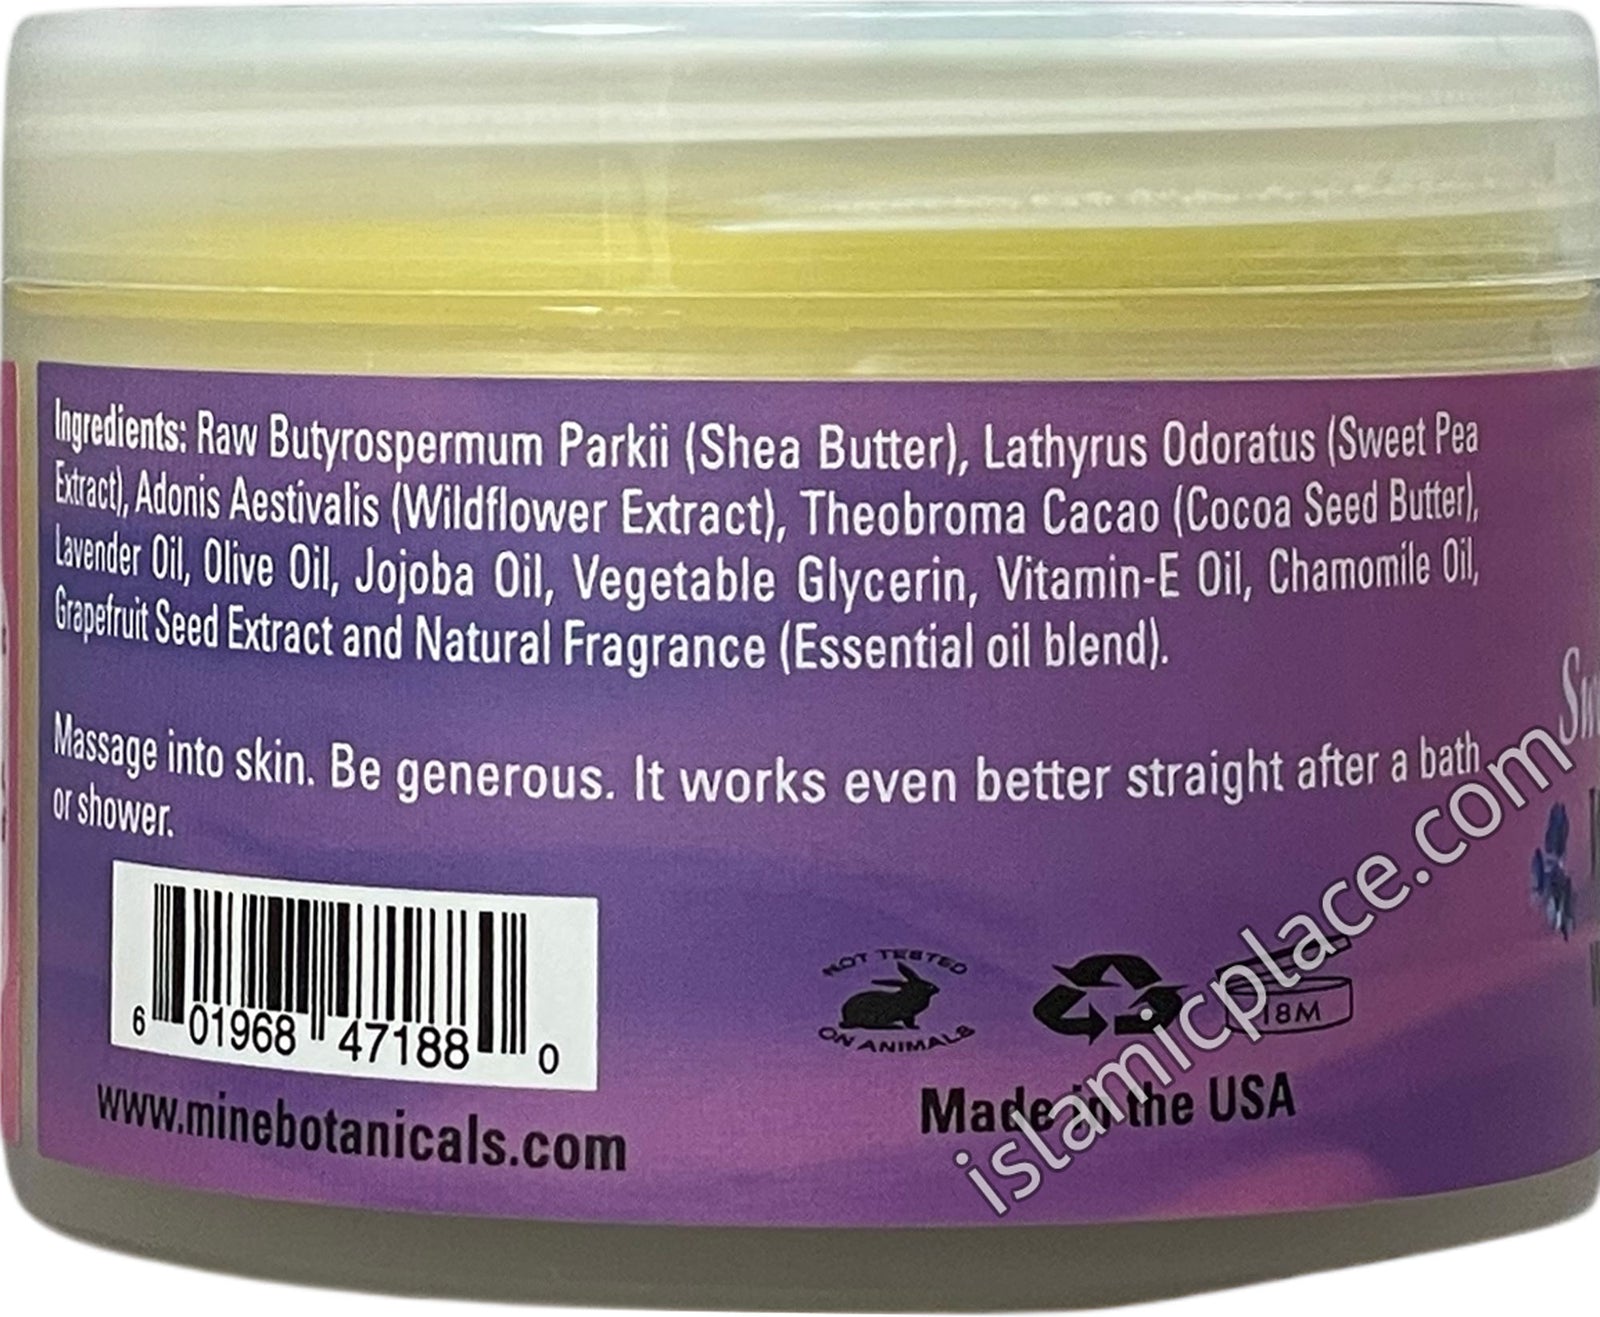 Ingredients: Raw Butyrospermum Parkii (Shea Butter), Lathyrus Odoratus (Sweet Pea
Extract), Adonis Aestivalis (Wildflower Extract), Theobroma Cacao (Cocoa Seed Butter),
Lavender Oil, Olive Oil, Jojoba Oil, Vegetable Glycerin, Vitamin-E Oil, Chamomile Oil,
Grapefruit Seed Extract and Natural Fragrance (Essential oil blend).
Massage into skin. Be generous. It works even better straight after a bath
or shower.
6 01968 47188 0
www.minebotanicals.com
NOT TESTED
ON ANIMALS
18M
Made in the USA
islamicplace.com